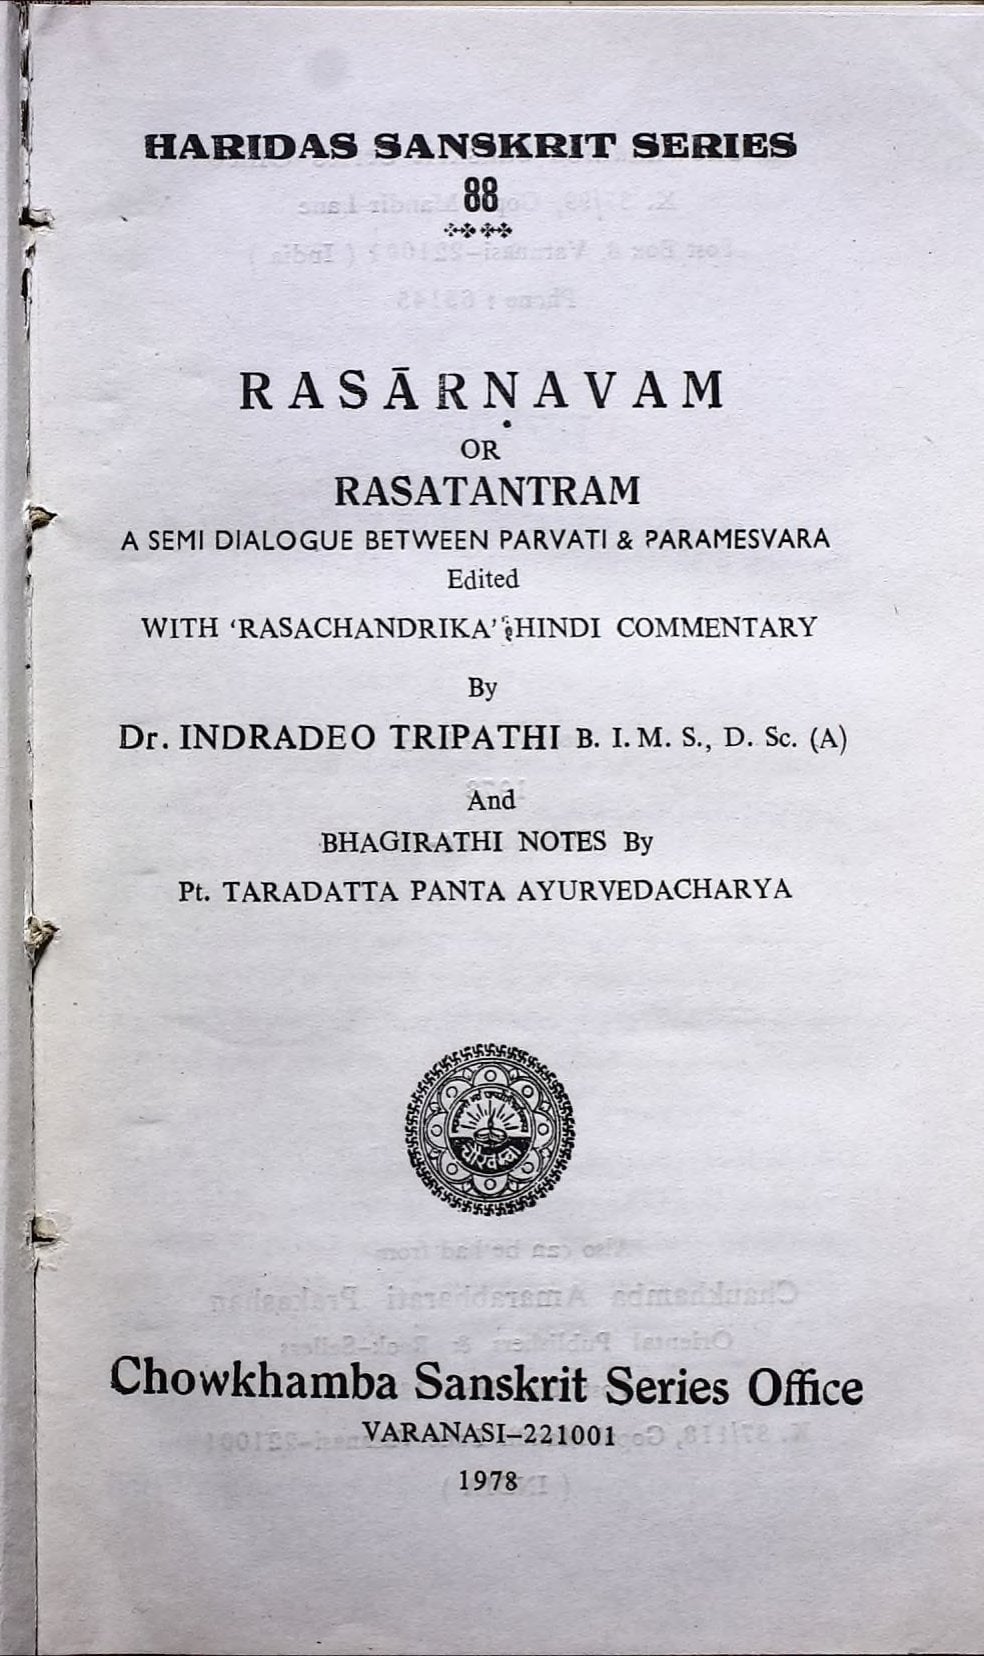 HARIDAS SANSKRIT SERIES
88
RASĀRṆAVAM
OR
RASATANTRAM
A SEMI DIALOGUE BETWEEN PARVATI & PARAMESVARA
Edited
WITH ‘RASACHANDRIKA’ HINDI COMMENTARY
By
Dr. INDRADEO TRIPATHI B. I. M. S., D. Sc. (A)
And
BHAGIRATHI NOTES By
Pt. TARADATTA PANTA AYURVEDACHARYA
चौखम्बा
Chowkhamba Sanskrit Series Office
VARANASI–221001
1978